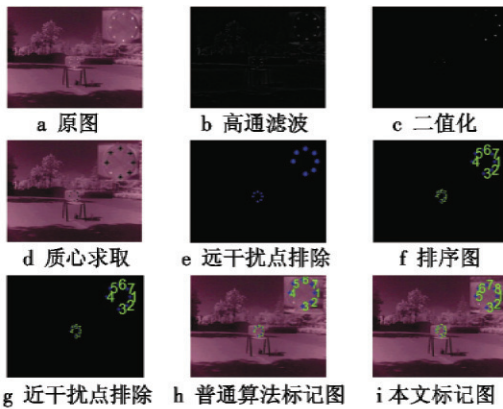 a 原图
b 高通滤波
c 二值化
d 质心求取
e 远干扰点排除
f 排序图
g 近干扰点排除
h 普通算法标记图
i本文标记图